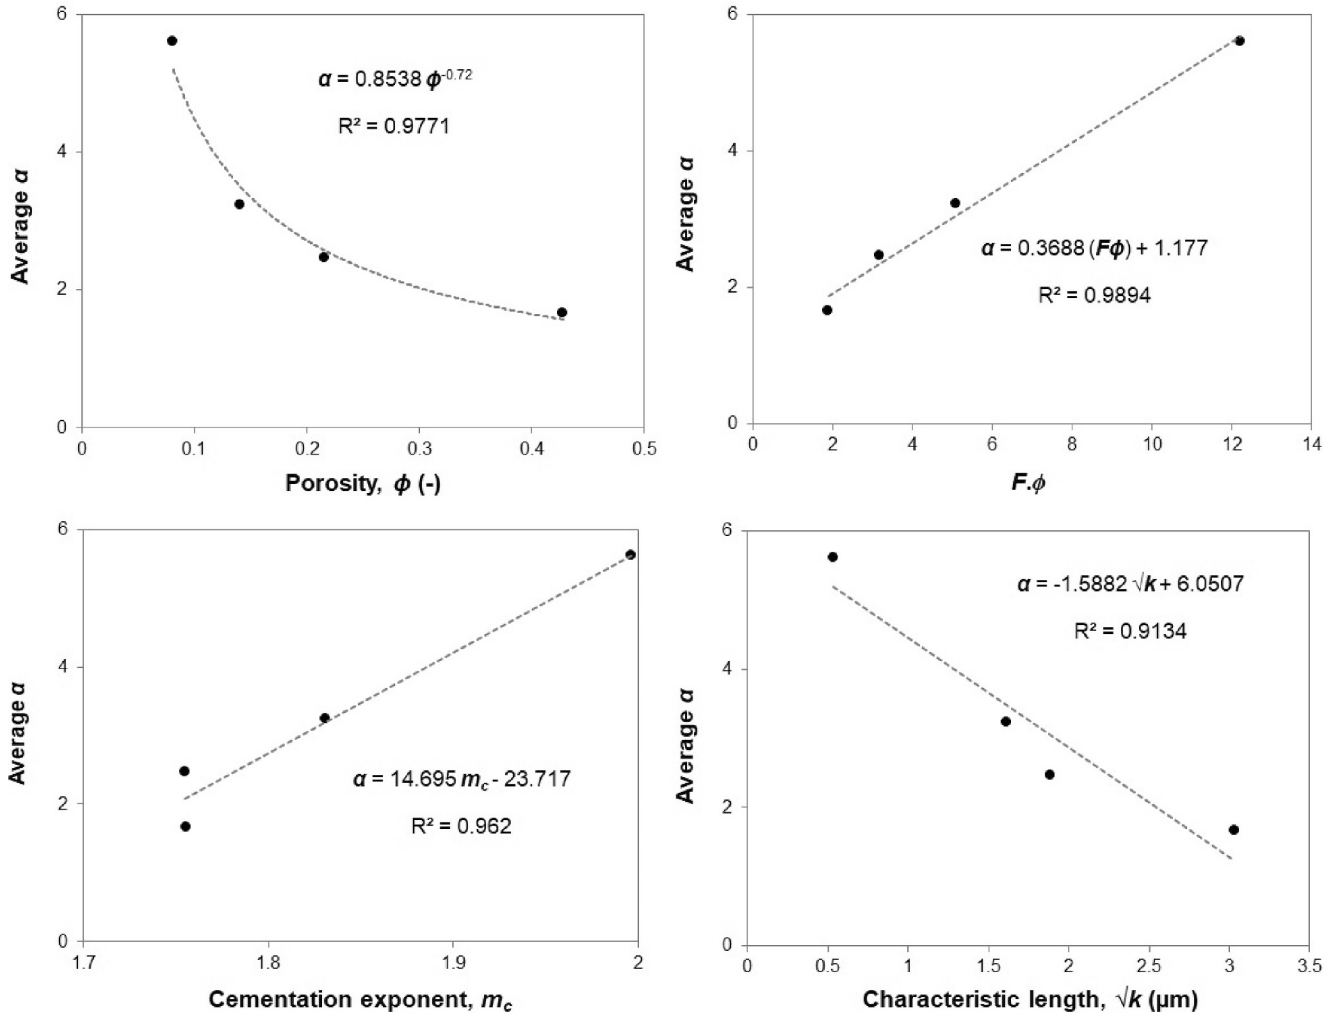 6
4
2
0
Average α
α = 0.8538 ϕ^-0.72
R² = 0.9771
0 0.1 0.2 0.3 0.4 0.5
Porosity, ϕ (-)
6
4
2
0
Average α
α = 0.3688 (Fϕ) + 1.177
R² = 0.9894
0 2 4 6 8 10 12 14
F.ϕ
6
4
2
0
Average α
α = 14.695 m_c - 23.717
R² = 0.962
1.7 1.8 1.9 2
Cementation exponent, m_c
6
4
2
0
Average α
α = -1.5882 √k + 6.0507
R² = 0.9134
0 0.5 1 1.5 2 2.5 3 3.5
Characteristic length, √k (µm)